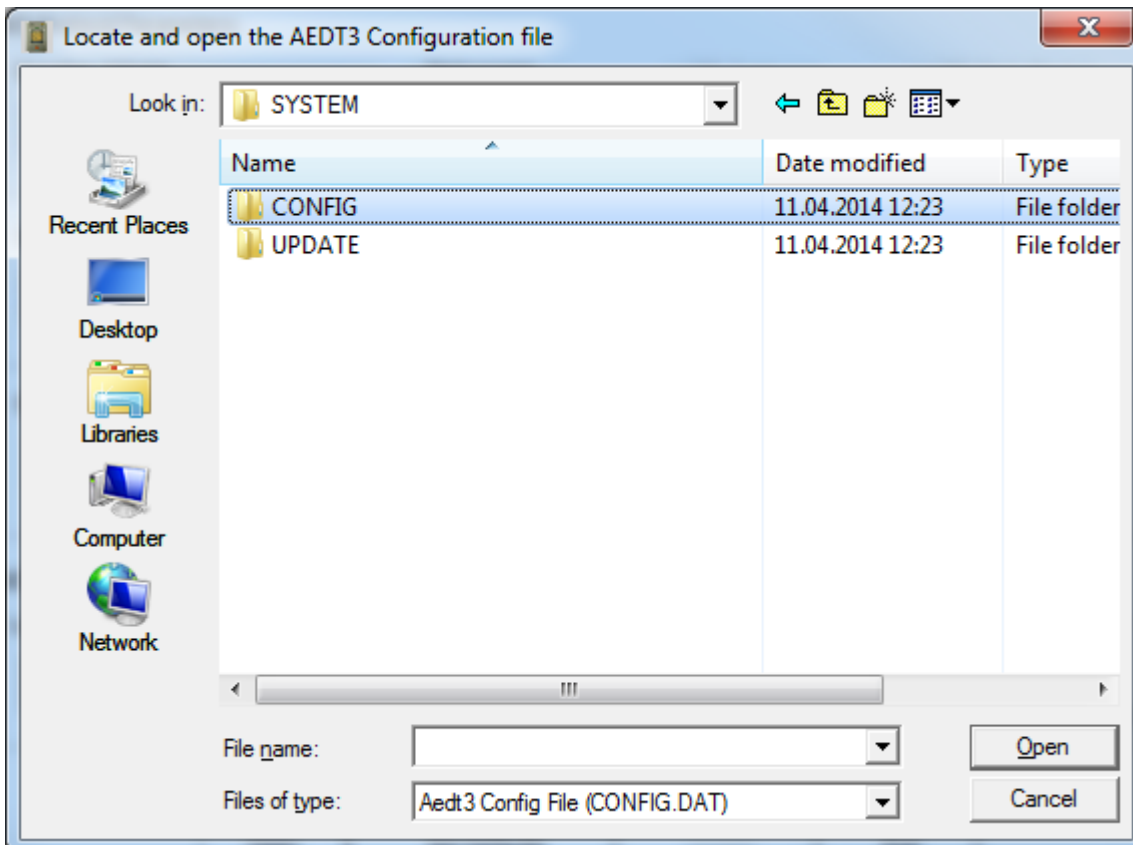 Locate and open the AEDT3 Configuration file
Look in: SYSTEM
Name Date modified Type
CONFIG 11.04.2014 12:23 File folder
UPDATE 11.04.2014 12:23 File folder
Recent Places
Desktop
Libraries
Computer
Network
File name: Open
Files of type: Aedt3 Config File (CONFIG.DAT) Cancel